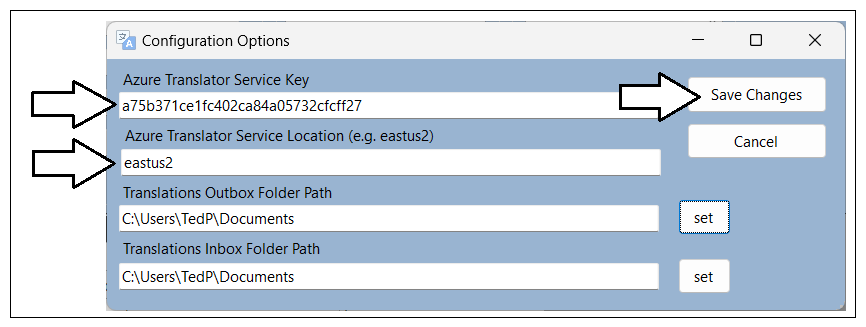 Configuration Options
Azure Translator Service Key
a75b371ce1fc402ca84a05732cfcff27
Save Changes
Azure Translator Service Location (e.g. eastus2)
Cancel
eastus2
Translations Outbox Folder Path
C:\Users\TedP\Documents
set
Translations Inbox Folder Path
C:\Users\TedP\Documents
set